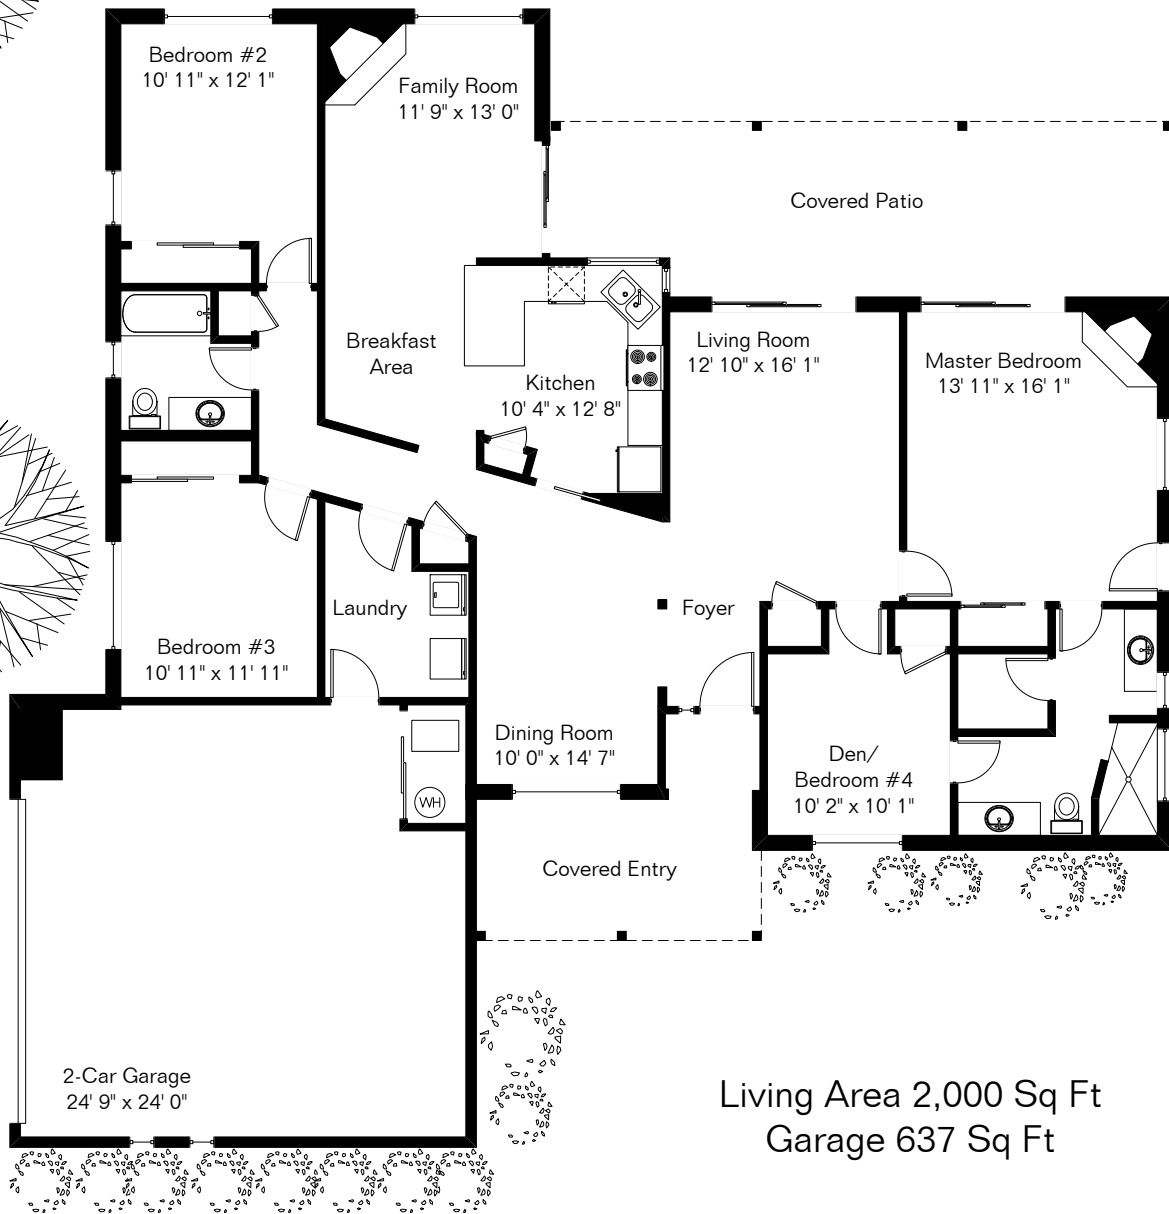 Bedroom #2
10' 11" x 12' 1"
Family Room
11' 9" x 13' 0"
Covered Patio
Breakfast
Area
Kitchen
10' 4" x 12' 8"
Living Room
12' 10" x 16' 1"
Master Bedroom
13' 11" x 16' 1"
Laundry
Foyer
Bedroom #3
10' 11" x 11' 11"
Dining Room
10' 0" x 14' 7"
Den/
Bedroom #4
10' 2" x 10' 1"
WH
Covered Entry
2-Car Garage
24' 9" x 24' 0"
Living Area 2,000 Sq Ft
Garage 637 Sq Ft